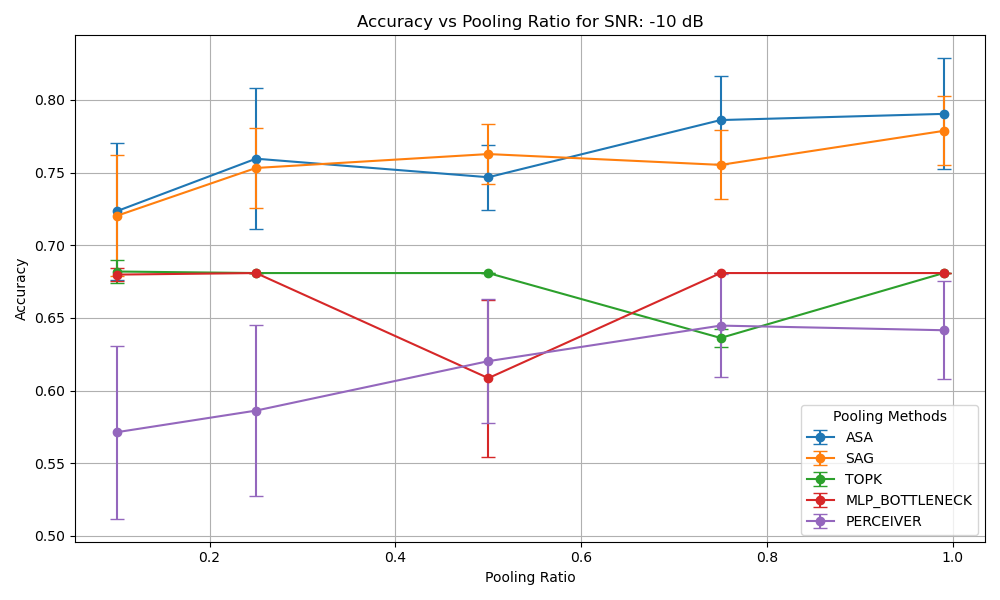 Accuracy vs Pooling Ratio for SNR: -10 dB
Accuracy
0.80
0.75
0.70
0.65
0.60
0.55
0.50
0.2
0.4
0.6
0.8
1.0
Pooling Ratio
Pooling Methods
ASA
SAG
TOPK
MLP_BOTTLENECK
PERCEIVER